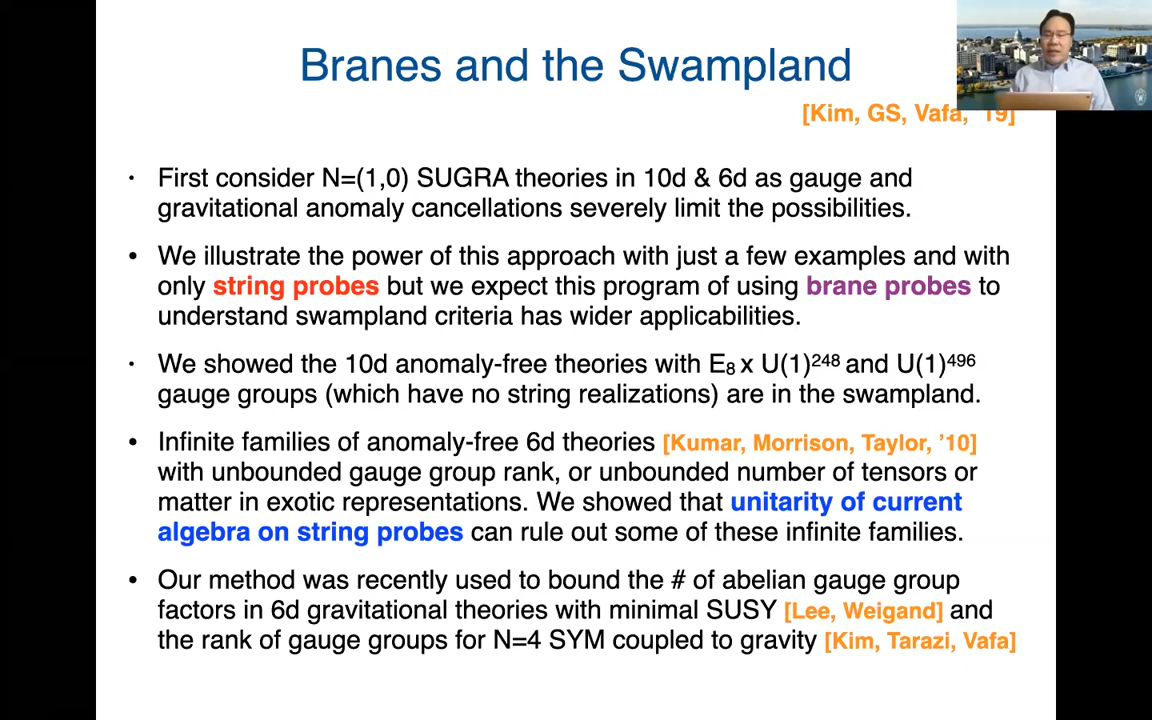 Branes and the Swampland
[Kim, GS, Vafa, '19]
· First consider N=(1,0) SUGRA theories in 10d & 6d as gauge and
gravitational anomaly cancellations severely limit the possibilities.
• We illustrate the power of this approach with just a few examples and with
only string probes but we expect this program of using brane probes to
understand swampland criteria has wider applicabilities.
· We showed the 10d anomaly-free theories with E₈ x U(1)²⁴⁸ and U(1)⁴⁹⁶
gauge groups (which have no string realizations) are in the swampland.
• Infinite families of anomaly-free 6d theories [Kumar, Morrison, Taylor, ’10]
with unbounded gauge group rank, or unbounded number of tensors or
matter in exotic representations. We showed that unitarity of current
algebra on string probes can rule out some of these infinite families.
• Our method was recently used to bound the # of abelian gauge group
factors in 6d gravitational theories with minimal SUSY [Lee, Weigand] and
the rank of gauge groups for N=4 SYM coupled to gravity [Kim, Tarazi, Vafa]